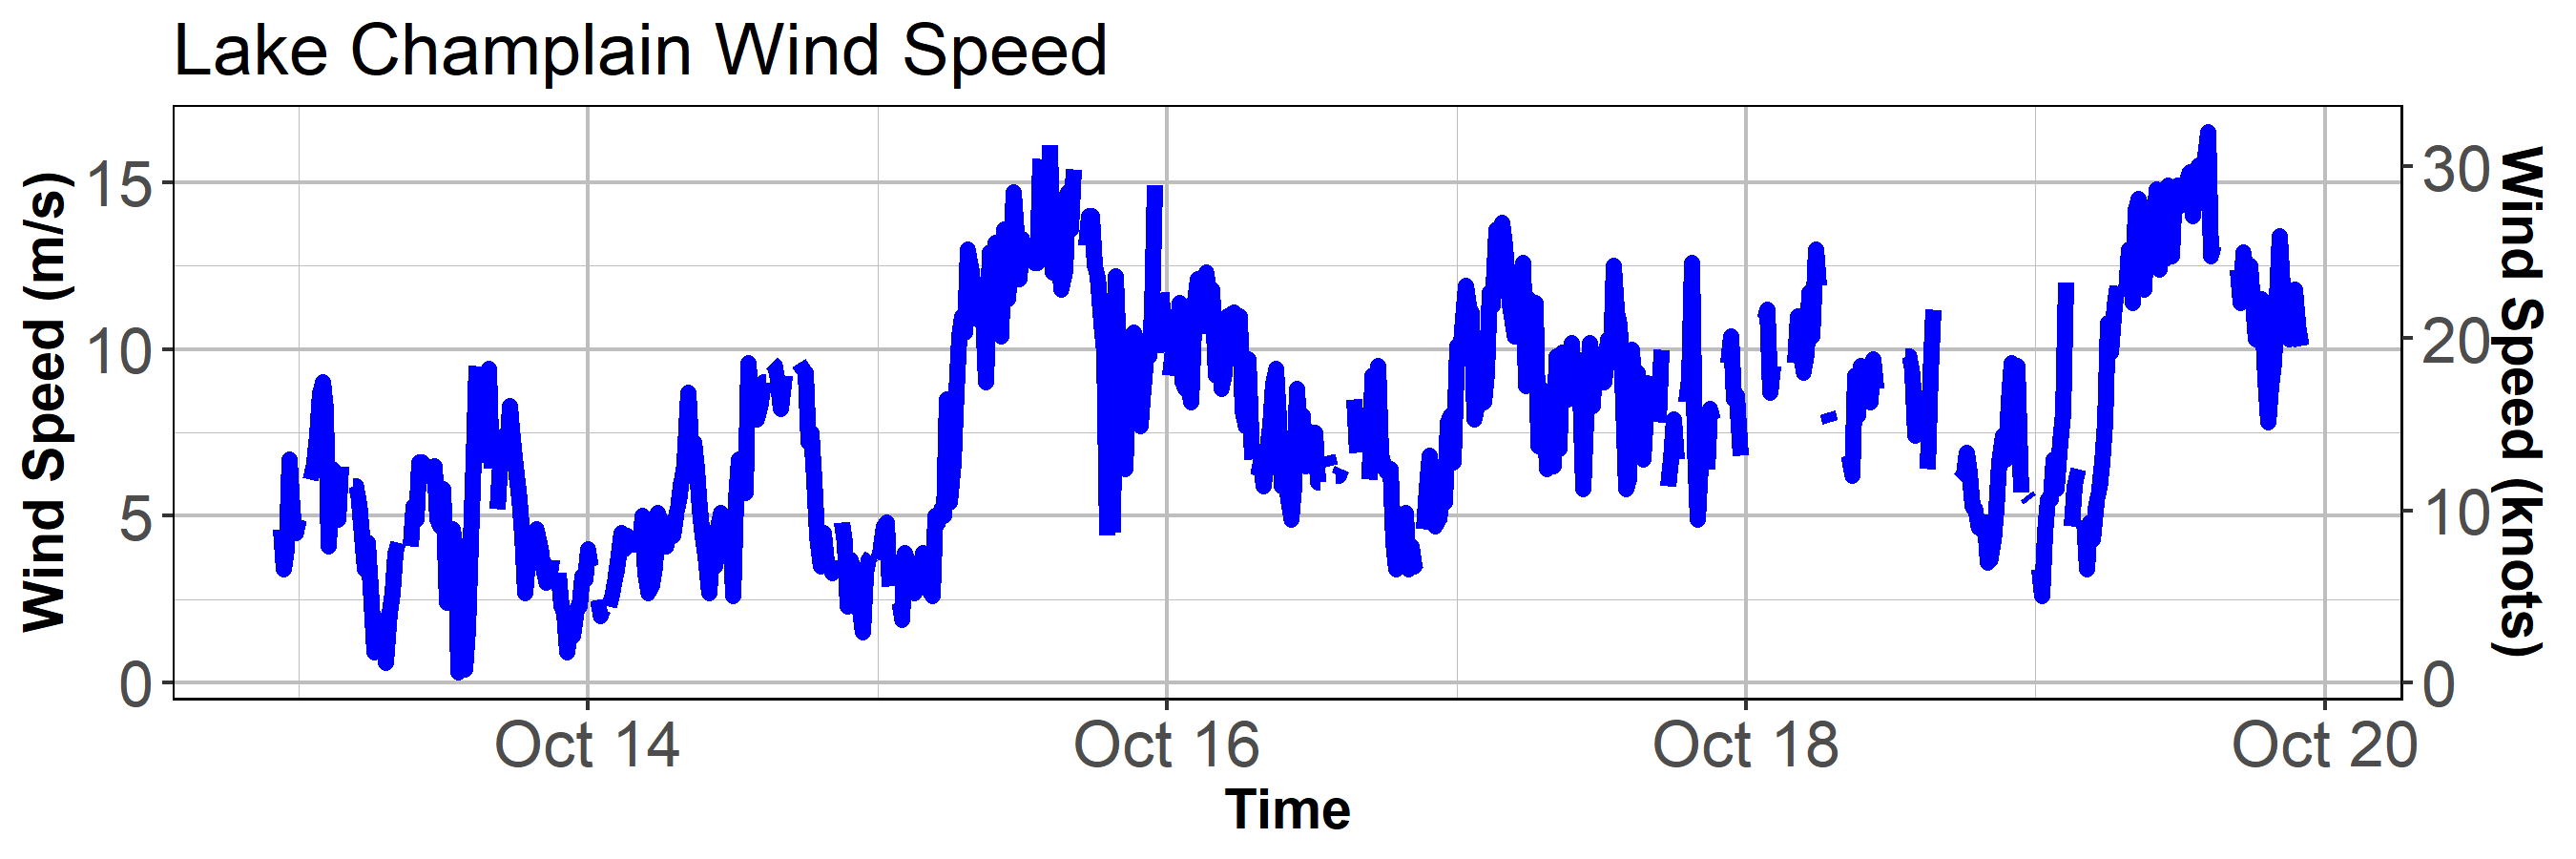 Lake Champlain Wind Speed
Wind Speed (m/s)
15
10
5
0
30
20
10
0
Wind Speed (knots)
Oct 14
Oct 16
Oct 18
Oct 20
Time